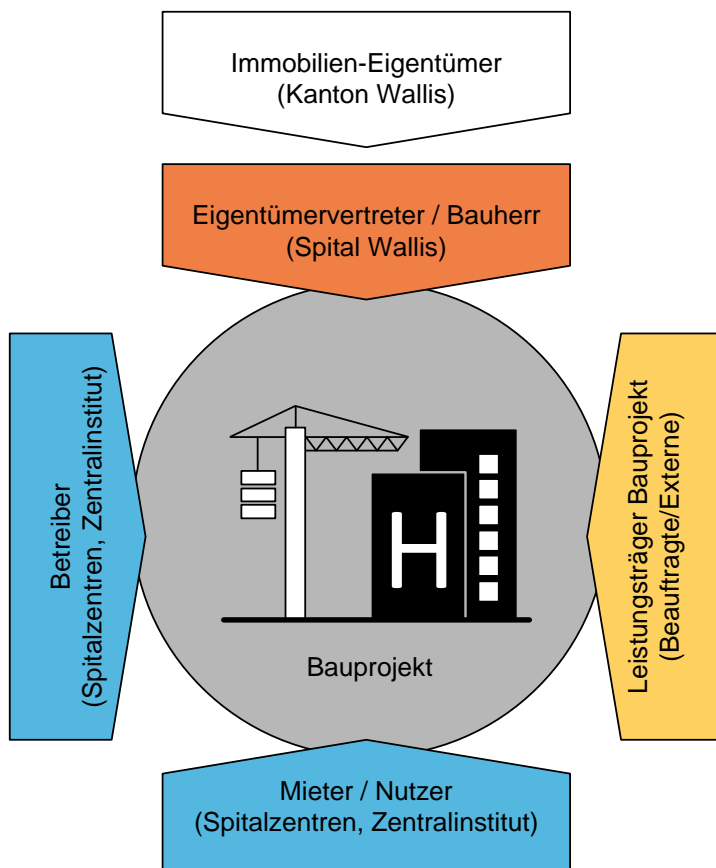 Immobilien-Eigentümer
(Kanton Wallis)
Eigentümervertreter / Bauherr
(Spital Wallis)
Betreiber
(Spitalzentren, Zentralinstitut)
Leistungsträger Bauprojekt
(Beauftragte/Externe)
H
Bauprojekt
Mieter / Nutzer
(Spitalzentren, Zentralinstitut)